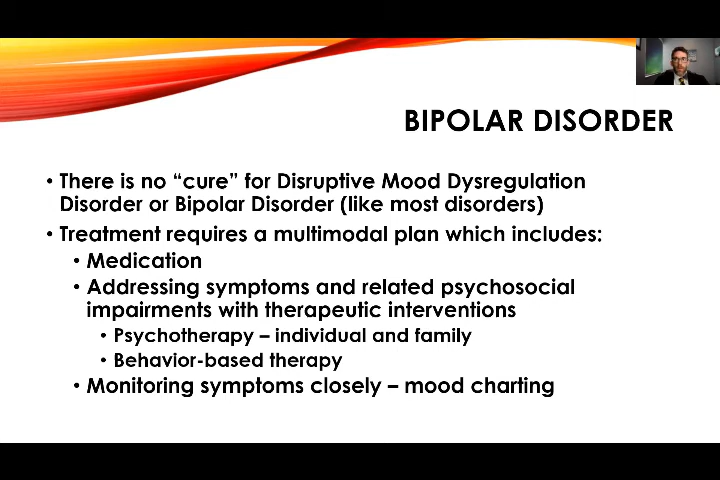 BIPOLAR DISORDER
• There is no “cure” for Disruptive Mood Dysregulation
Disorder or Bipolar Disorder (like most disorders)
• Treatment requires a multimodal plan which includes:
• Medication
• Addressing symptoms and related psychosocial
impairments with therapeutic interventions
• Psychotherapy – individual and family
• Behavior-based therapy
• Monitoring symptoms closely – mood charting